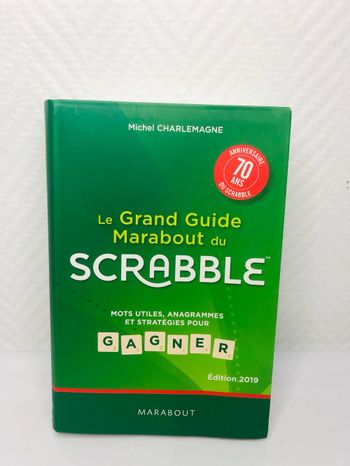 Michel CHARLEMAGNE
ANNIVERSAIRE
70
ANS
DU SCRABBLE
Le Grand Guide
Marabout du
SCRABBLE™
MOTS UTILES, ANAGRAMMES
ET STRATÉGIES POUR
GAGNER
Édition 2019
MARABOUT